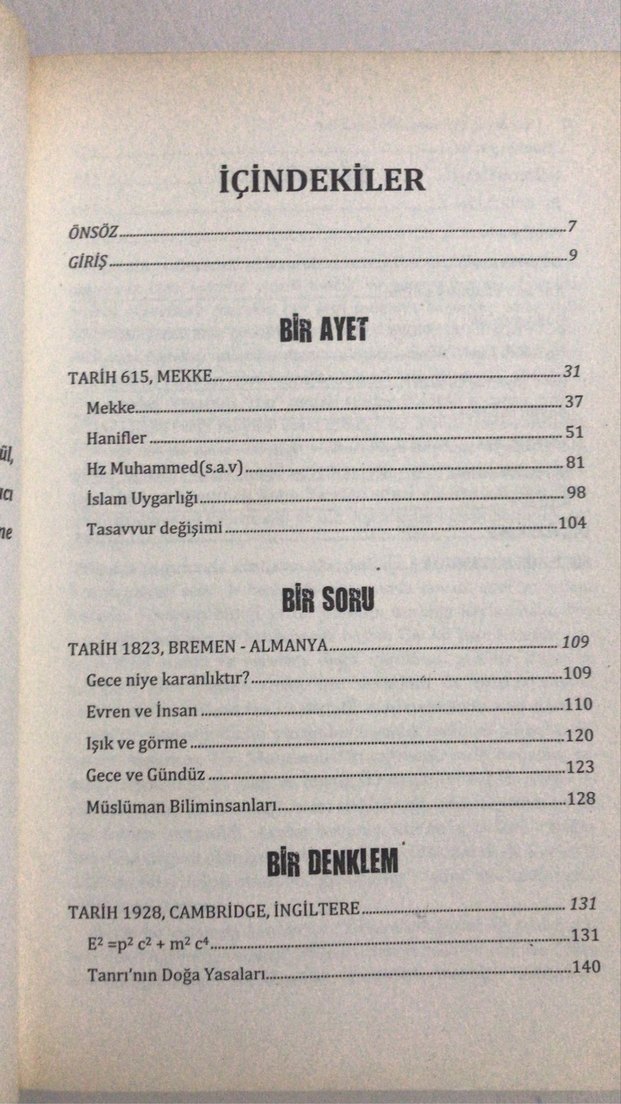 İÇİNDEKİLER
ÖNSÖZ 7
GİRİŞ 9
BİR AYET
TARİH 615, MEKKE 31
Mekke 37
Hanifler 51
Hz Muhammed(s.a.v) 81
İslam Uygarlığı 98
Tasavvur değişimi 104
BİR SORU
TARİH 1823, BREMEN - ALMANYA 109
Gece niye karanlıktır? 109
Evren ve İnsan 110
Işık ve görme 120
Gece ve Gündüz 123
Müslüman Biliminsanları 128
BİR DENKLEM
TARİH 1928, CAMBRIDGE, İNGİLTERE 131
E² =p² c² + m² c⁴ 131
Tanrı’nın Doğa Yasaları 140